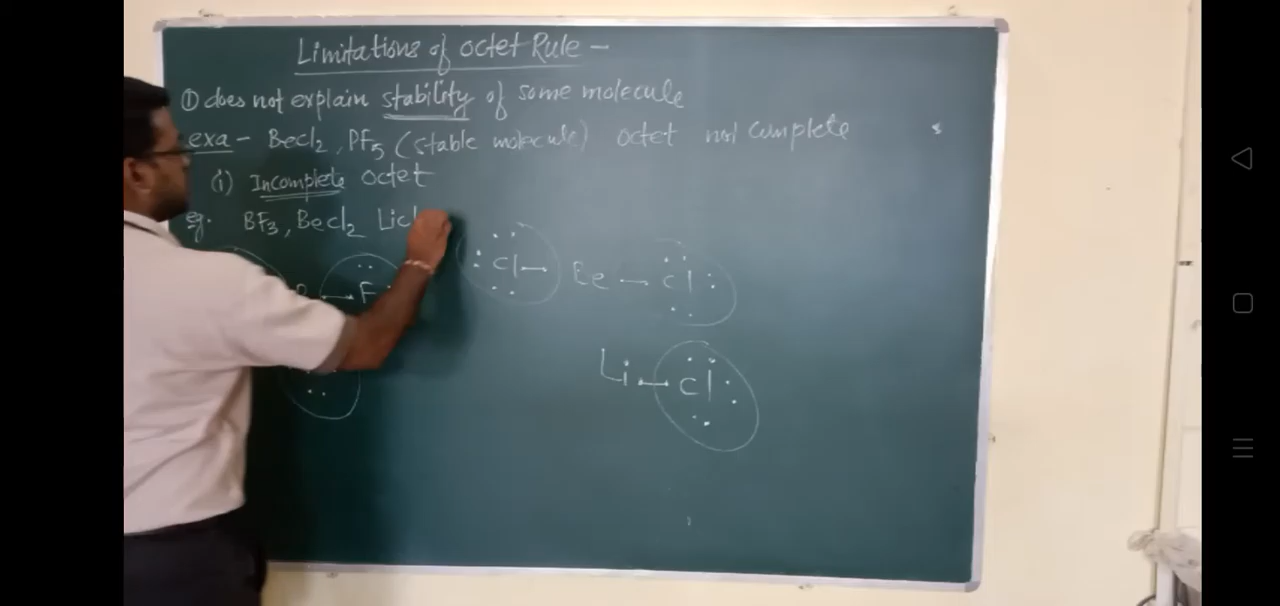 Limitations of octet Rule –
① does not explain stability of some molecule
exa – Becl2, PF5 (stable molecule) octet not complete
(i) Incomplete octet
eg. BF3, Becl2 Licl
Cl – Be – Cl
F
Li – Cl